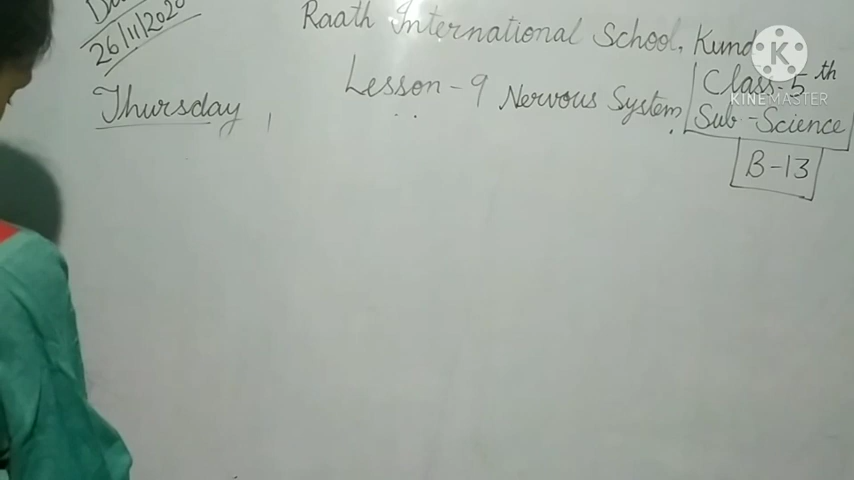 26/11/2020
Thursday
Raath International School, Kund
Lesson - 9 Nervous System
Class-5th
Sub-Science
B-13
K
KINEMASTER